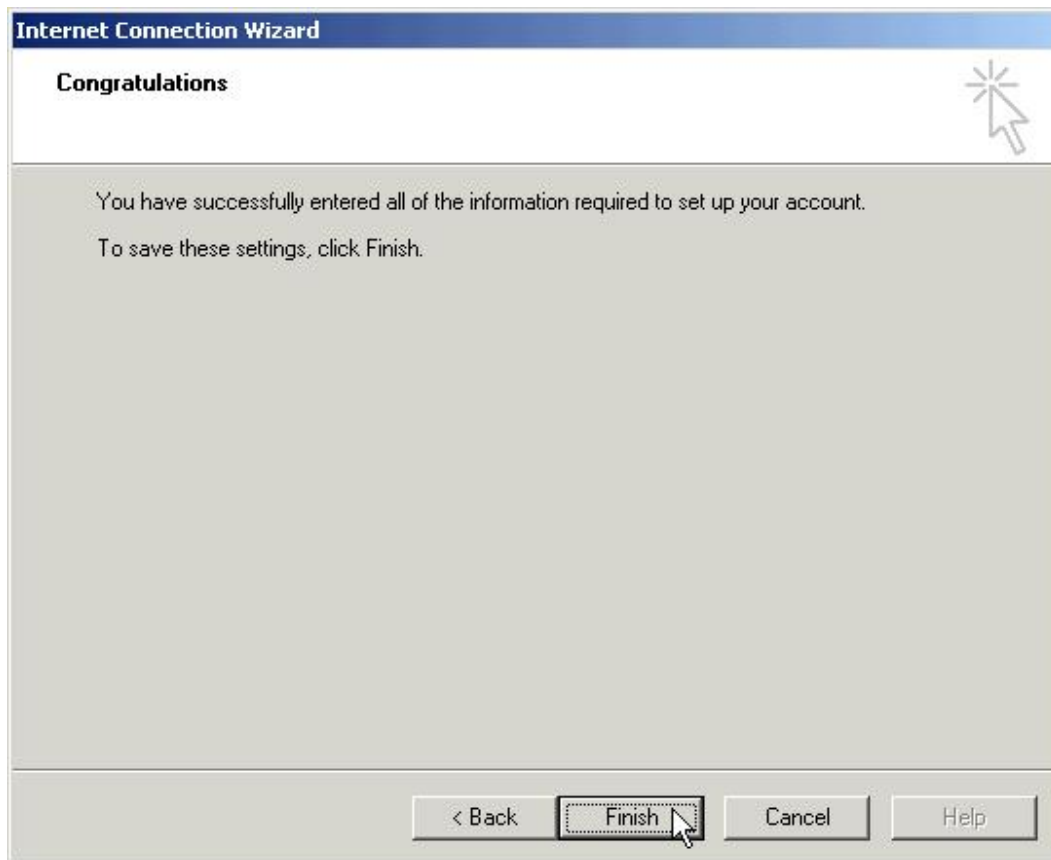 Internet Connection Wizard
Congratulations
You have successfully entered all of the information required to set up your account.
To save these settings, click Finish.
< Back Finish Cancel Help